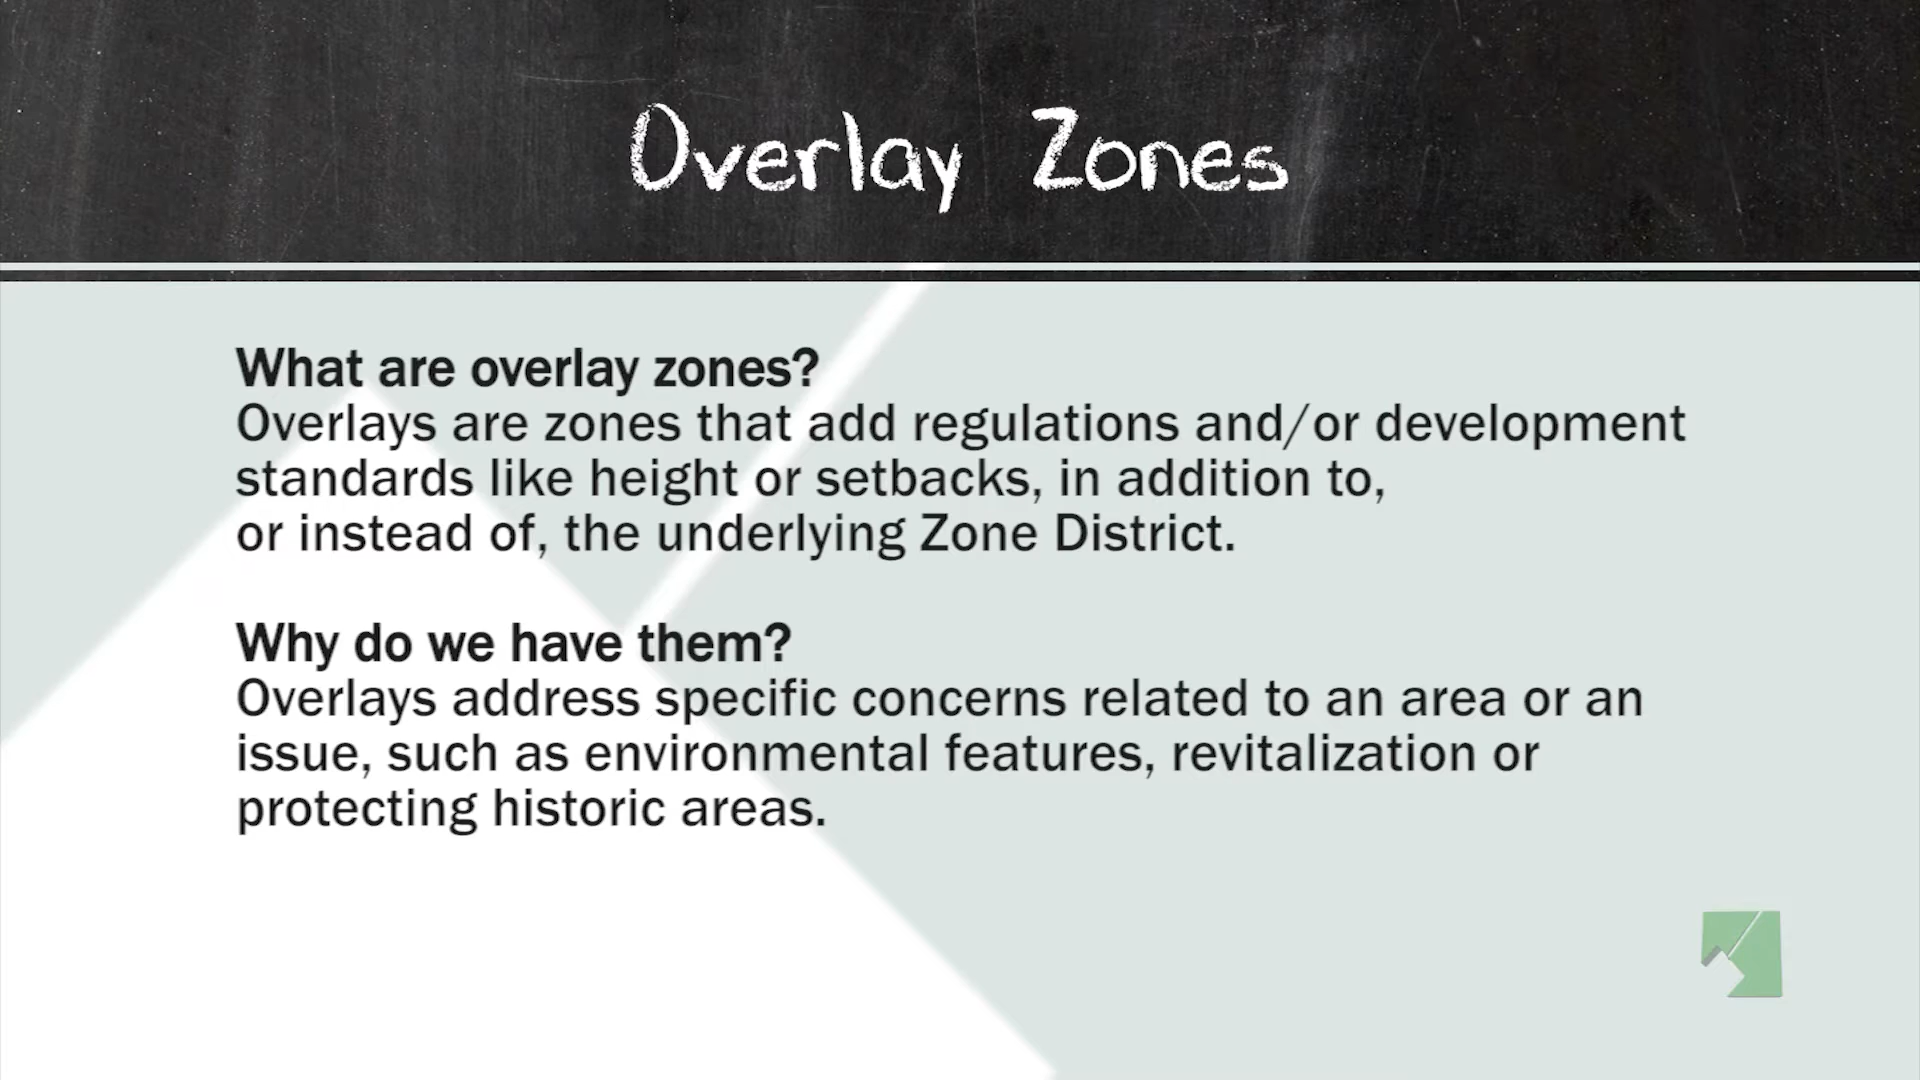 Overlay Zones
What are overlay zones?
Overlays are zones that add regulations and/or development
standards like height or setbacks, in addition to,
or instead of, the underlying Zone District.
Why do we have them?
Overlays address specific concerns related to an area or an
issue, such as environmental features, revitalization or
protecting historic areas.